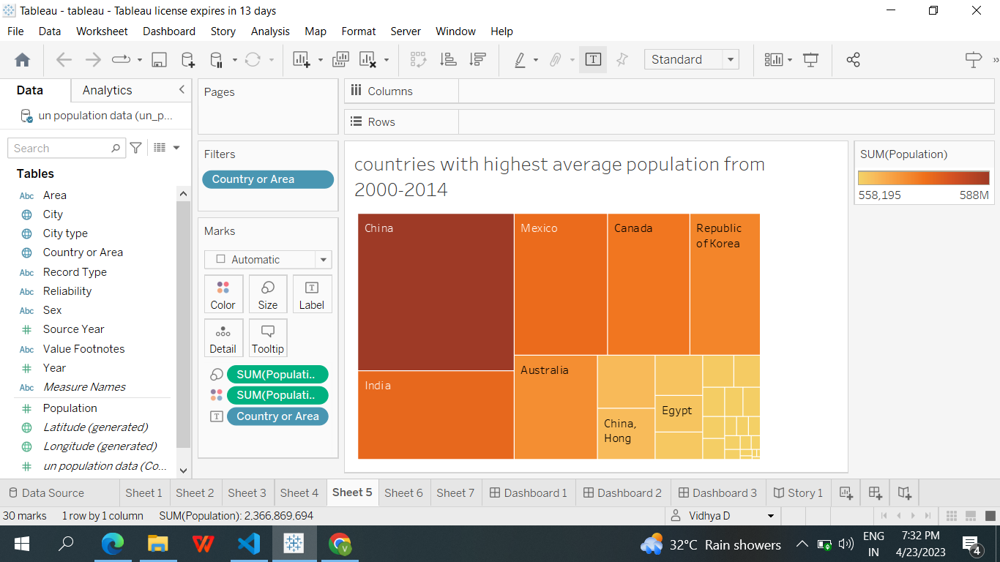 Tableau - tableau - Tableau license expires in 13 days
File Data Worksheet Dashboard Story Analysis Map Format Server Window Help
Standard
Data Analytics
un population data (un_p...
Search
Tables
Abc Area
City
City type
Country or Area
Abc Record Type
Abc Reliability
Abc Sex
Source Year
Abc Value Footnotes
Year
Abc Measure Names
Population
Latitude (generated)
Longitude (generated)
un population data (Co...
Pages
Filters
Country or Area
Marks
Automatic
Color Size Label
Detail Tooltip
SUM(Populati..
SUM(Populati..
Country or Area
Columns
Rows
countries with highest average population from
2000-2014
China
Mexico
Canada
Republic
of Korea
India
Australia
China,
Hong
Egypt
SUM(Population)
558,195 588M
Data Source Sheet 1 Sheet 2 Sheet 3 Sheet 4 Sheet 5 Sheet 6 Sheet 7 Dashboard 1 Dashboard 2 Dashboard 3 Story 1
30 marks 1 row by 1 column SUM(Population): 2,366,869,694 Vidhya D
32°C Rain showers
ENG
IN
7:32 PM
4/23/2023
4